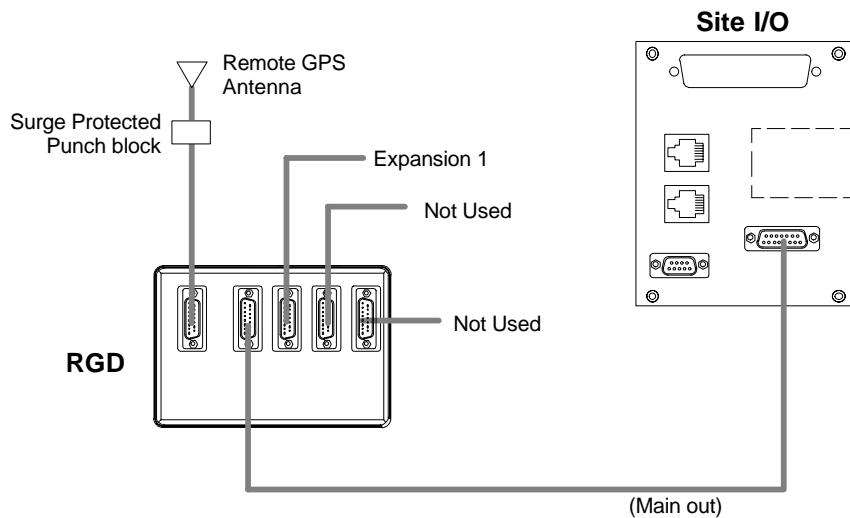 Site I/O
Remote GPS
Antenna
Surge Protected
Punch block
Expansion 1
Not Used
Not Used
RGD
(Main out)